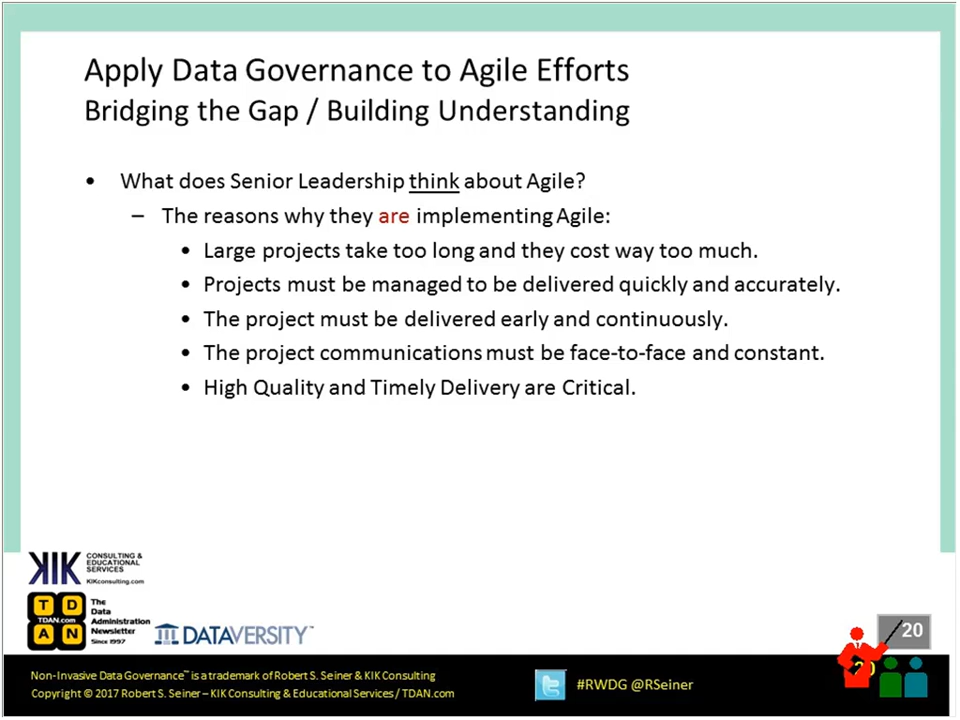 Apply Data Governance to Agile Efforts
Bridging the Gap / Building Understanding
• What does Senior Leadership think about Agile?
– The reasons why they are implementing Agile:
• Large projects take too long and they cost way too much.
• Projects must be managed to be delivered quickly and accurately.
• The project must be delivered early and continuously.
• The project communications must be face-to-face and constant.
• High Quality and Timely Delivery are Critical.
KIK
CONSULTING &
EDUCATIONAL
SERVICES
KIKconsulting.com
T D
TDAN.com
A N
The
Data
Administration
Newsletter
Since 1997
DATAVERSITY™
20
20
Non-Invasive Data Governance™ is a trademark of Robert S. Seiner & KIK Consulting
Copyright © 2017 Robert S. Seiner – KIK Consulting & Educational Services / TDAN.com
#RWDG @RSeiner